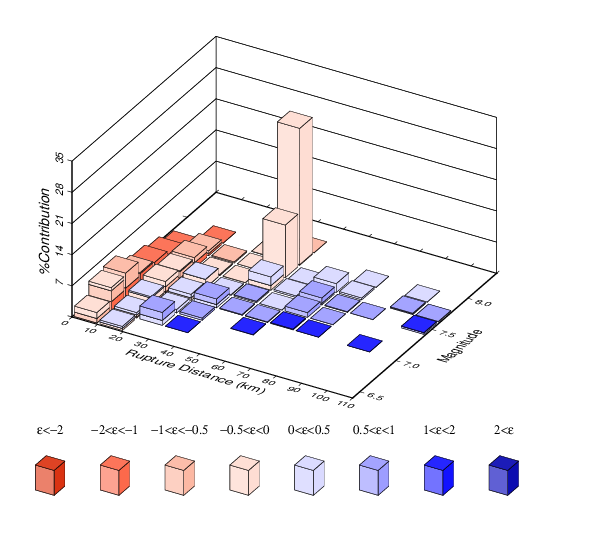 35
28
21
14
7
0
%Contribution
10
20
30
40
50
60
70
80
90
100
110
Rupture Distance (km)
6.5
7.0
7.5
8.0
Magnitude
ε<−2
−2<ε<−1
−1<ε<−0.5
−0.5<ε<0
0<ε<0.5
0.5<ε<1
1<ε<2
2<ε